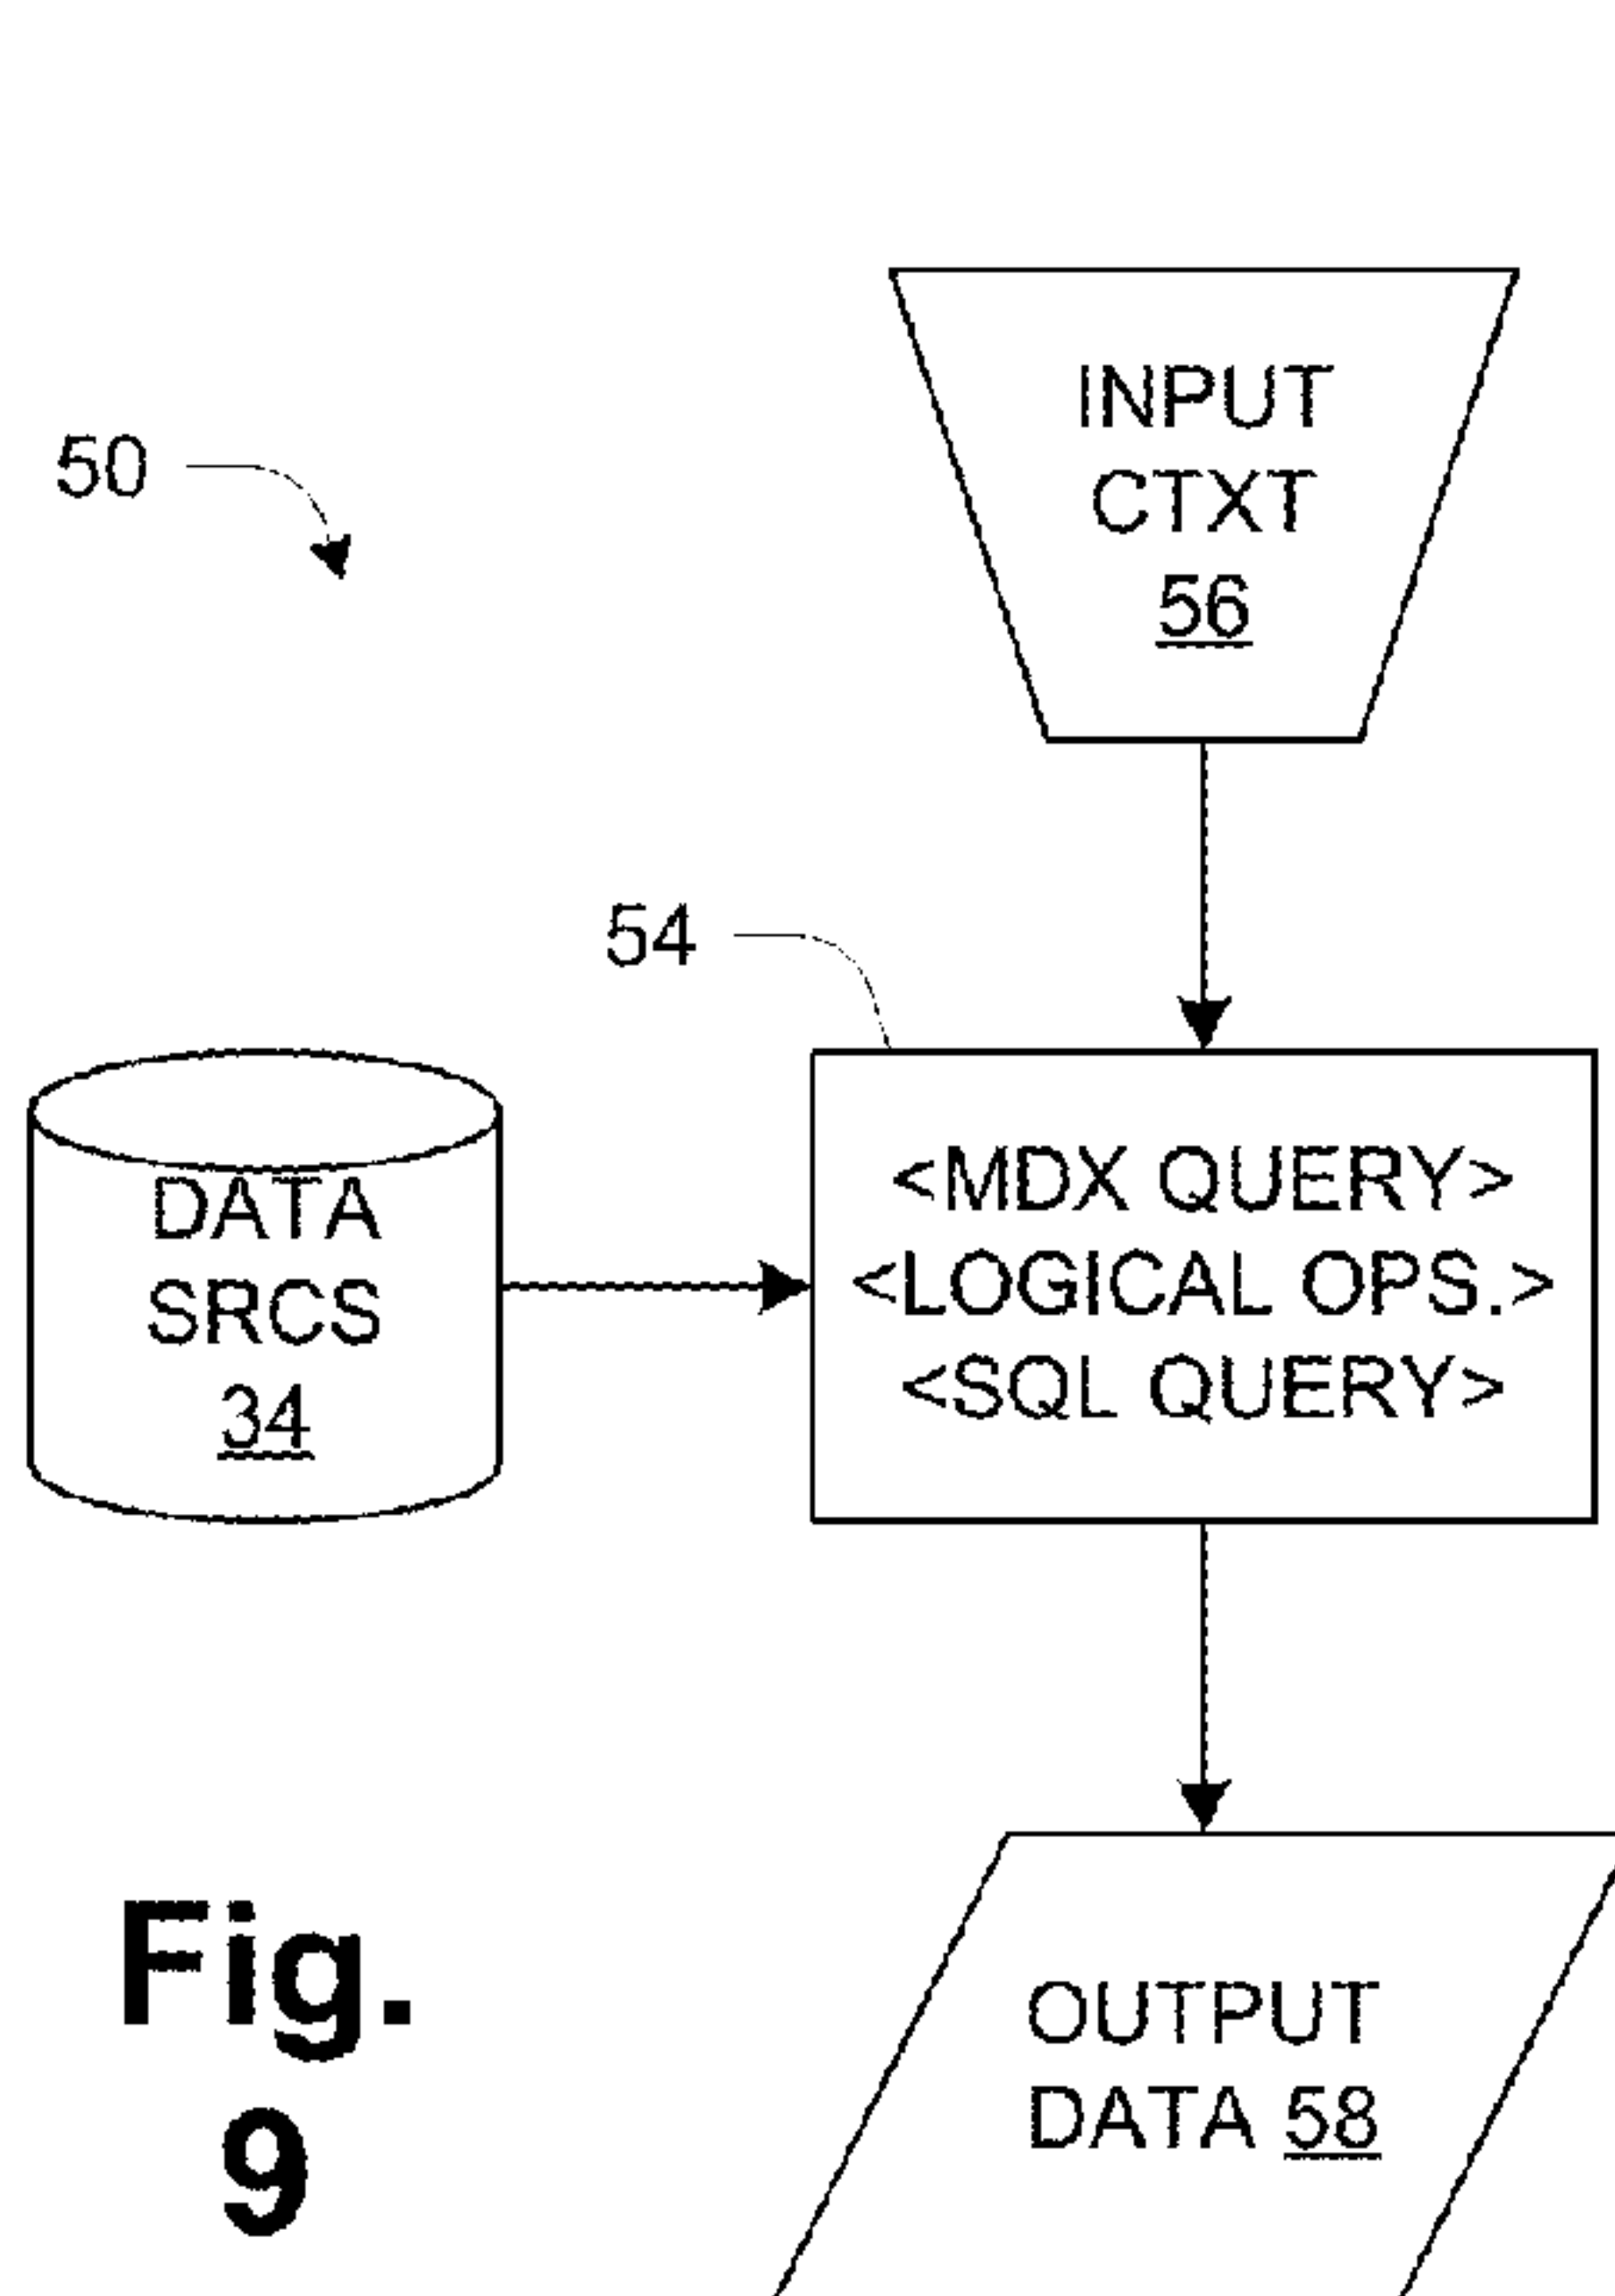 INPUT
CTXT
56
50
54
<MDX QUERY>
<LOGICAL OPS.>
<SQL QUERY>
DATA
SRCS
34
OUTPUT
DATA 58
Fig.
9